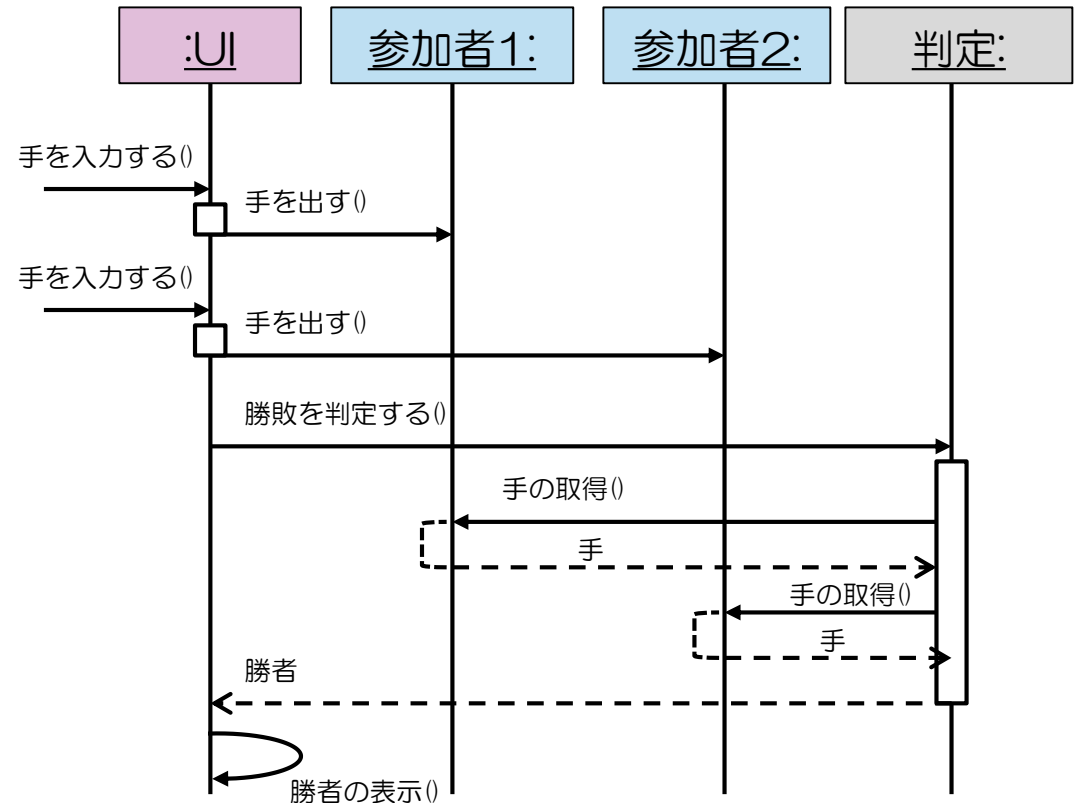 :UI
参加者1:
参加者2:
判定:
手を入力する()
手を出す()
手を入力する()
手を出す()
勝敗を判定する()
手の取得()
手
手の取得()
手
勝者
勝者の表示()